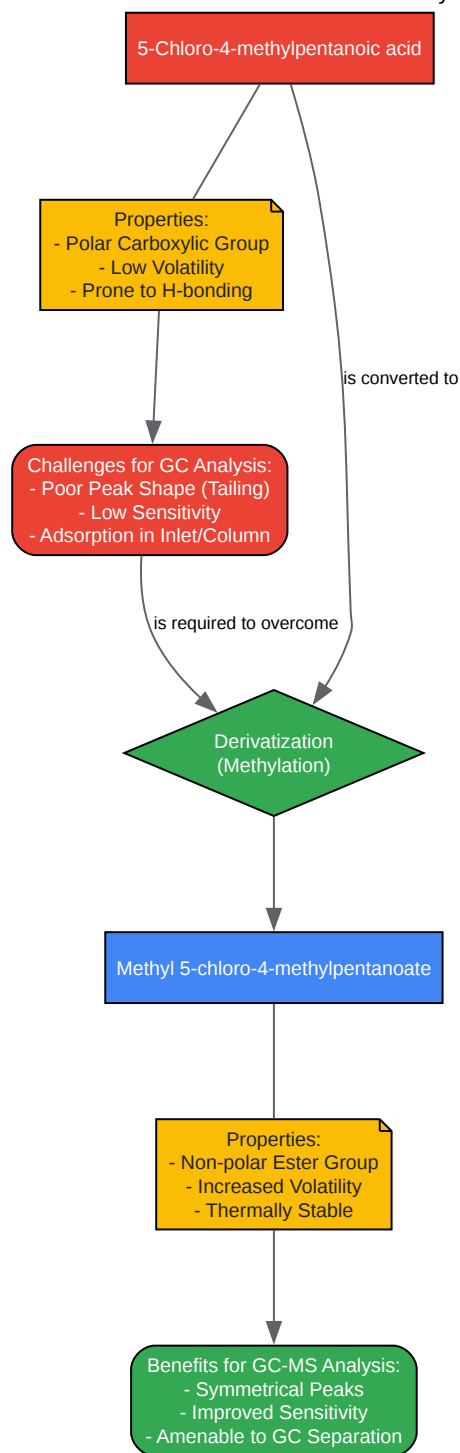 5-Chloro-4-methylpentanoic acid
Properties:
- Polar Carboxylic Group
- Low Volatility
- Prone to H-bonding
is converted to
Challenges for GC Analysis:
- Poor Peak Shape (Tailing)
- Low Sensitivity
- Adsorption in Inlet/Column
is required to overcome
Derivatization
(Methylation)
Methyl 5-chloro-4-methylpentanoate
Properties:
- Non-polar Ester Group
- Increased Volatility
- Thermally Stable
Benefits for GC-MS Analysis:
- Symmetrical Peaks
- Improved Sensitivity
- Amenable to GC Separation